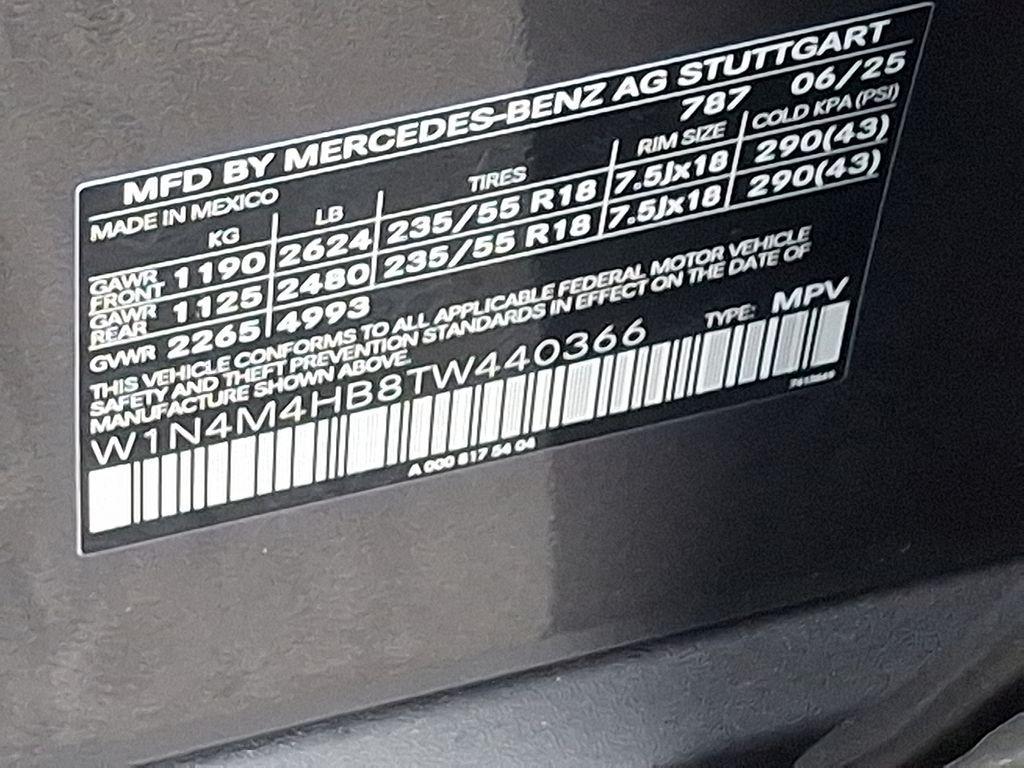 MFD BY MERCEDES-BENZ AG STUTTGART
MADE IN MEXICO 787 06/25
KG LB TIRES RIM SIZE COLD KPA (PSI)
GAWR FRONT 1190 2624 235/55 R18 7.5Jx18 290(43)
GAWR REAR 1125 2480 235/55 R18 7.5Jx18 290(43)
GVWR 2265 4993
THIS VEHICLE CONFORMS TO ALL APPLICABLE FEDERAL MOTOR VEHICLE
SAFETY AND THEFT PREVENTION STANDARDS IN EFFECT ON THE DATE OF
MANUFACTURE SHOWN ABOVE.
W1N4M4HB8TW440366 TYPE: MPV
A 000 817 54 04